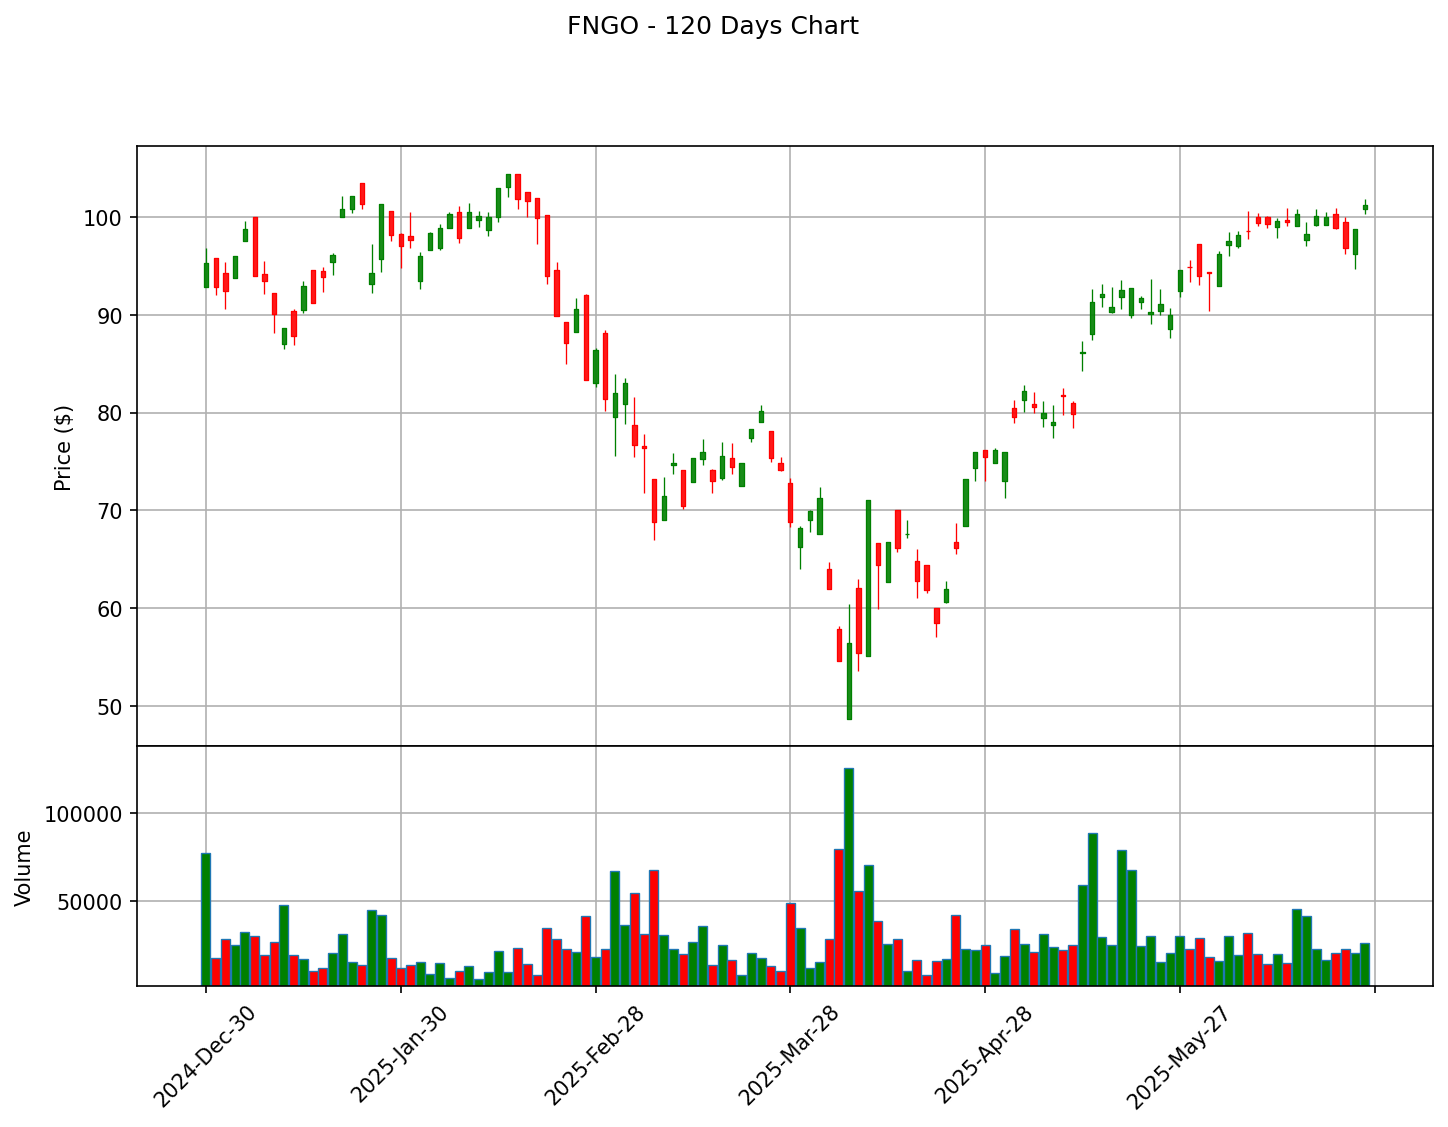 FNGO - 120 Days Chart
Price ($)
100
90
80
70
60
50
Volume
100000
50000
2024-Dec-30
2025-Jan-30
2025-Feb-28
2025-Mar-28
2025-Apr-28
2025-May-27